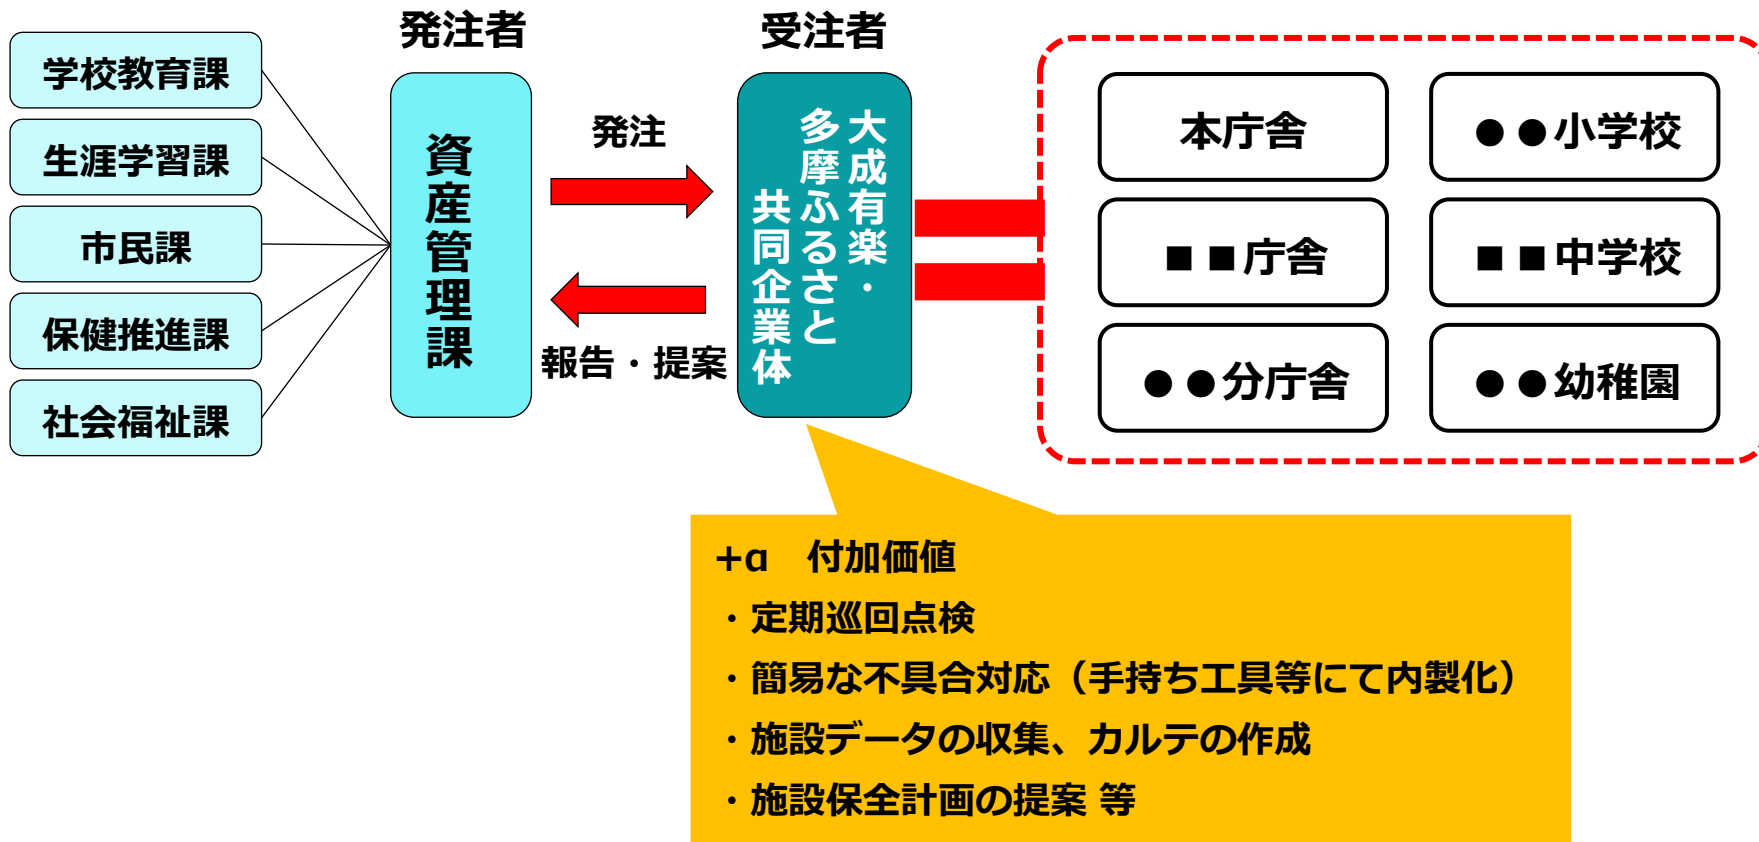 発注者
受注者
学校教育課
生涯学習課
市民課
保健推進課
社会福祉課
資産管理課
発注
報告・提案
大成有楽・
多摩ふるさと
共同企業体
本庁舎
●●小学校
■■庁舎
■■中学校
●●分庁舎
●●幼稚園
+α　付加価値
・定期巡回点検
・簡易な不具合対応（手持ち工具等にて内製化）
・施設データの収集、カルテの作成
・施設保全計画の提案 等